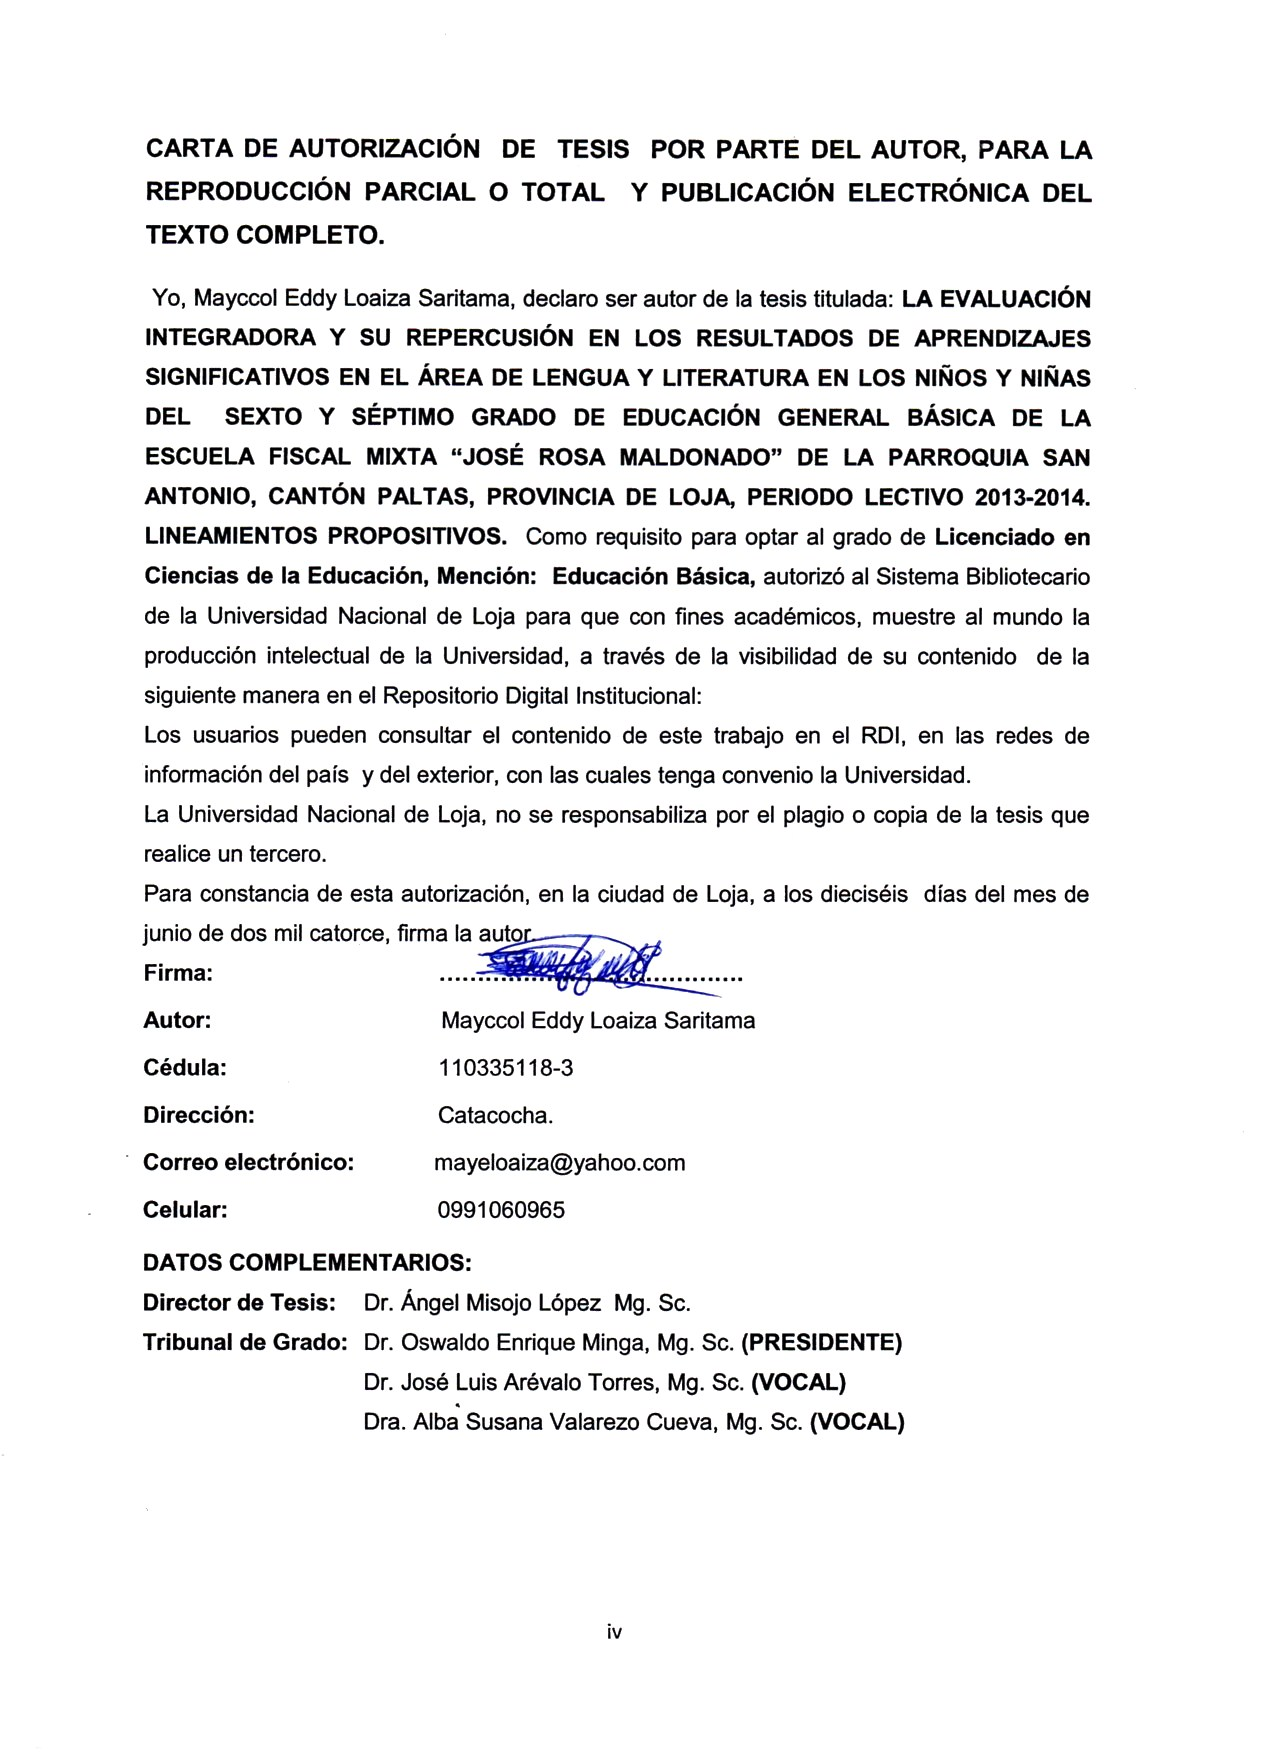 CARTA DE AUTORIZACIÓN DE TESIS POR PARTE DEL AUTOR, PARA LA
REPRODUCCIÓN PARCIAL O TOTAL Y PUBLICACIÓN ELECTRÓNICA DEL
TEXTO COMPLETO.
Yo, Mayccol Eddy Loaiza Saritama, declaro ser autor de la tesis titulada: LA EVALUACIÓN
INTEGRADORA Y SU REPERCUSIÓN EN LOS RESULTADOS DE APRENDIZAJES
SIGNIFICATIVOS EN EL ÁREA DE LENGUA Y LITERATURA EN LOS NIÑOS Y NIÑAS
DEL SEXTO Y SÉPTIMO GRADO DE EDUCACIÓN GENERAL BÁSICA DE LA
ESCUELA FISCAL MIXTA “JOSÉ ROSA MALDONADO” DE LA PARROQUIA SAN
ANTONIO, CANTÓN PALTAS, PROVINCIA DE LOJA, PERIODO LECTIVO 2013-2014.
LINEAMIENTOS PROPOSITIVOS. Como requisito para optar al grado de Licenciado en
Ciencias de la Educación, Mención: Educación Básica, autorizó al Sistema Bibliotecario
de la Universidad Nacional de Loja para que con fines académicos, muestre al mundo la
producción intelectual de la Universidad, a través de la visibilidad de su contenido de la
siguiente manera en el Repositorio Digital Institucional:
Los usuarios pueden consultar el contenido de este trabajo en el RDI, en las redes de
información del país y del exterior, con las cuales tenga convenio la Universidad.
La Universidad Nacional de Loja, no se responsabiliza por el plagio o copia de la tesis que
realice un tercero.
Para constancia de esta autorización, en la ciudad de Loja, a los dieciséis días del mes de
junio de dos mil catorce, firma la autor.
Firma:
Autor: Mayccol Eddy Loaiza Saritama
Cédula: 110335118-3
Dirección: Catacocha.
Correo electrónico: mayeloaiza@yahoo.com
Celular: 0991060965
DATOS COMPLEMENTARIOS:
Director de Tesis: Dr. Ángel Misojo López Mg. Sc.
Tribunal de Grado: Dr. Oswaldo Enrique Minga, Mg. Sc. (PRESIDENTE)
Dr. José Luis Arévalo Torres, Mg. Sc. (VOCAL)
Dra. Alba Susana Valarezo Cueva, Mg. Sc. (VOCAL)
iv